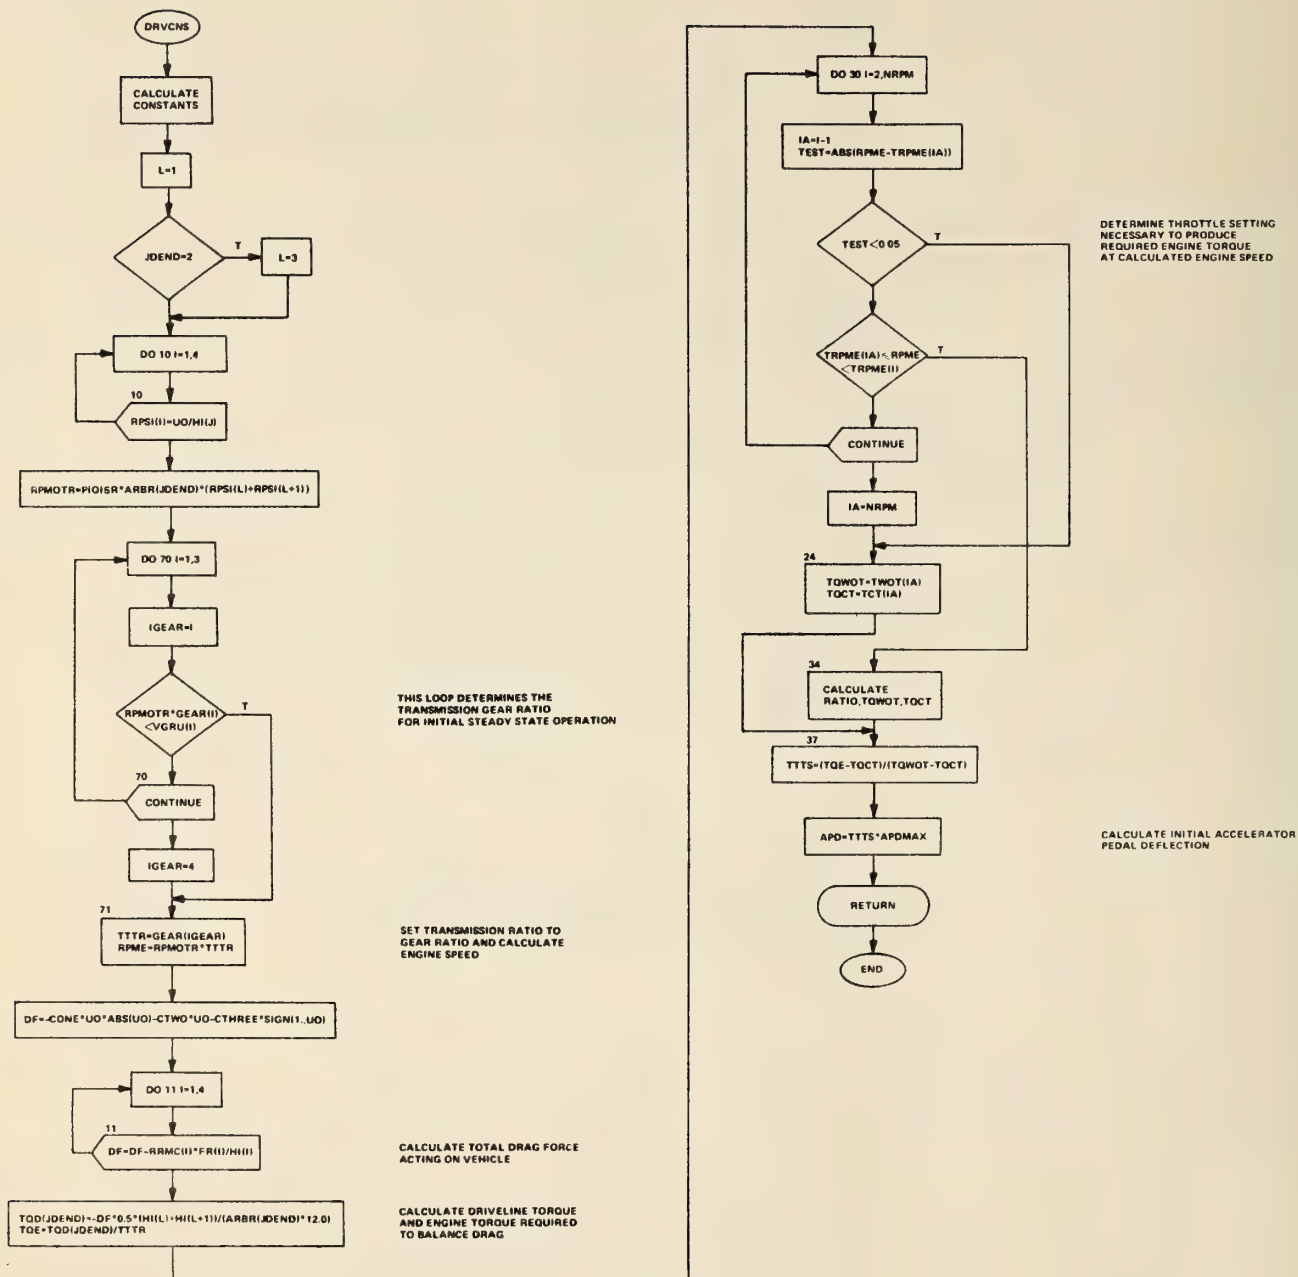 DRVCNS
CALCULATE
CONSTANTS
L=1
JDEND=2
T
L=3
DO 10 I=1,4
10
RPSI(I)=UO/HI(J)
RPMOTR=PIOISR*ARBR(JDEND)*(RPSI(L)+RPSI(L+1))
DO 70 I=1,3
IGEAR=I
RPMOTR*GEAR(I)
<VGRU(I)
T
THIS LOOP DETERMINES THE
TRANSMISSION GEAR RATIO
FOR INITIAL STEADY STATE OPERATION
70
CONTINUE
IGEAR=4
71
TTTR=GEAR(IGEAR)
RPME=RPMOTR*TTTR
SET TRANSMISSION RATIO TO
GEAR RATIO AND CALCULATE
ENGINE SPEED
DF=-CONE*UO*ABS(UO)-CTWO*UO-CTHREE*SIGN(1.,UO)
DO 11 I=1,4
11
DF=DF-RRMC(I)*FR(I)/HI(I)
CALCULATE TOTAL DRAG FORCE
ACTING ON VEHICLE
TQD(JDEND)=-DF*0.5*(HI(L)+HI(L+1))/(ARBR(JDEND)*12.0)
TQE=TQD(JDEND)/TTTR
CALCULATE DRIVELINE TORQUE
AND ENGINE TORQUE REQUIRED
TO BALANCE DRAG
DO 30 I=2,NRPM
IA=I-1
TEST=ABS(RPME-TRPME(IA))
TEST<0.05
T
DETERMINE THROTTLE SETTING
NECESSARY TO PRODUCE
REQUIRED ENGINE TORQUE
AT CALCULATED ENGINE SPEED
TRPME(IA)≤RPME
<TRPME(I)
T
CONTINUE
IA=NRPM
24
TQWOT=TWOT(IA)
TQCT=TCT(IA)
34
CALCULATE
RATIO,TQWOT,TQCT
37
TTTS=(TQE-TQCT)/(TQWOT-TQCT)
APD=TTTS*APDMAX
CALCULATE INITIAL ACCELERATOR
PEDAL DEFLECTION
RETURN
END